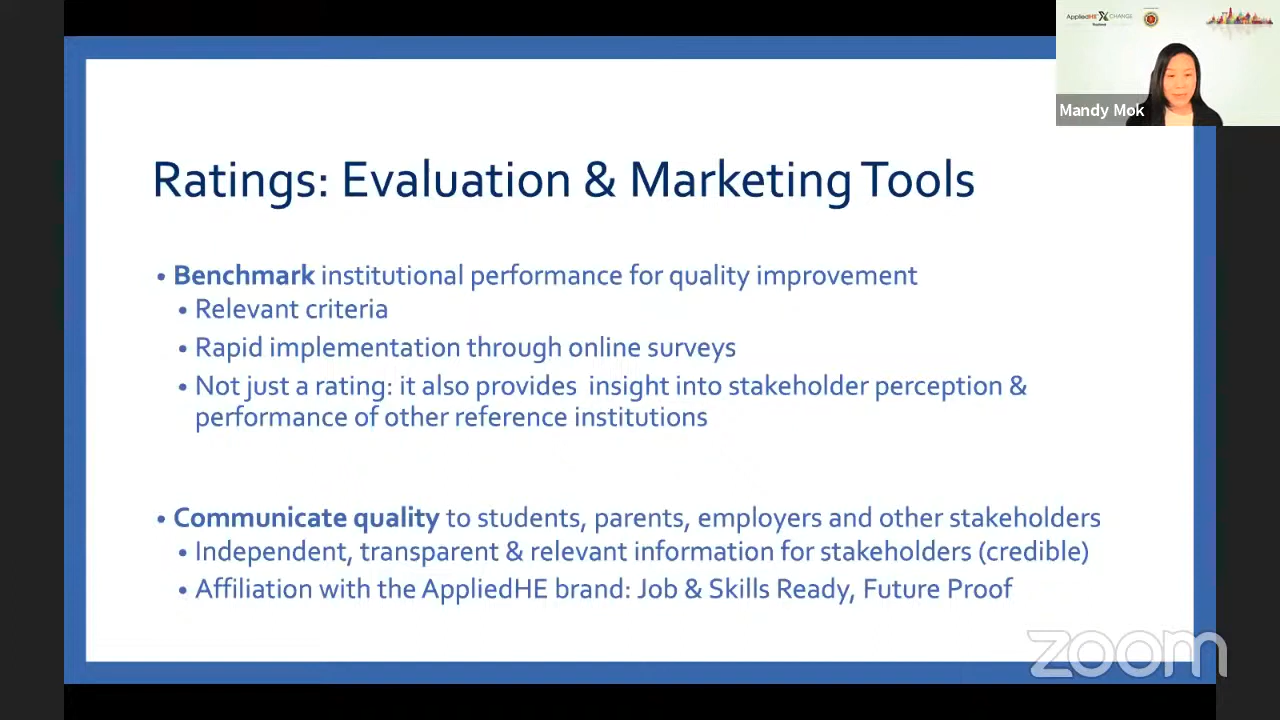 AppliedHE XCHANGE
Mandy Mok
Ratings: Evaluation & Marketing Tools
• Benchmark institutional performance for quality improvement
• Relevant criteria
• Rapid implementation through online surveys
• Not just a rating: it also provides insight into stakeholder perception &
performance of other reference institutions
• Communicate quality to students, parents, employers and other stakeholders
• Independent, transparent & relevant information for stakeholders (credible)
• Affiliation with the AppliedHE brand: Job & Skills Ready, Future Proof
zoom